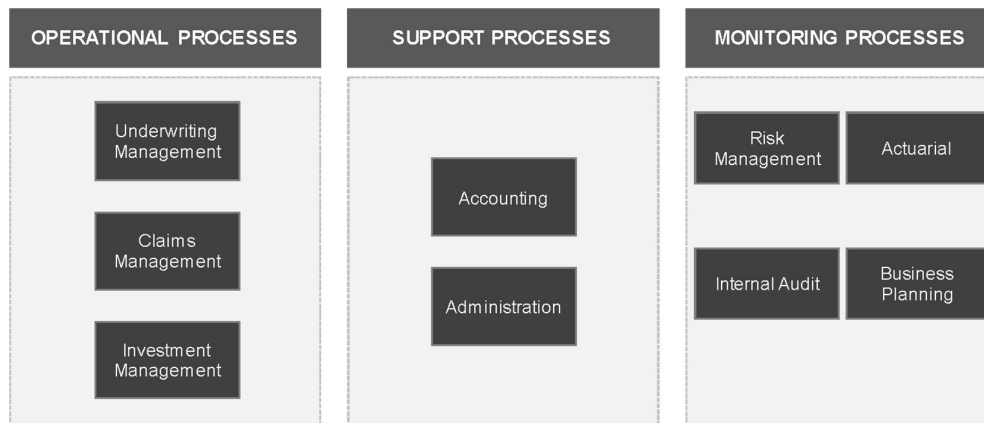 OPERATIONAL PROCESSES
Underwriting
Management
Claims
Management
Investment
Management
SUPPORT PROCESSES
Accounting
Administration
MONITORING PROCESSES
Risk
Management
Actuarial
Internal Audit
Business
Planning